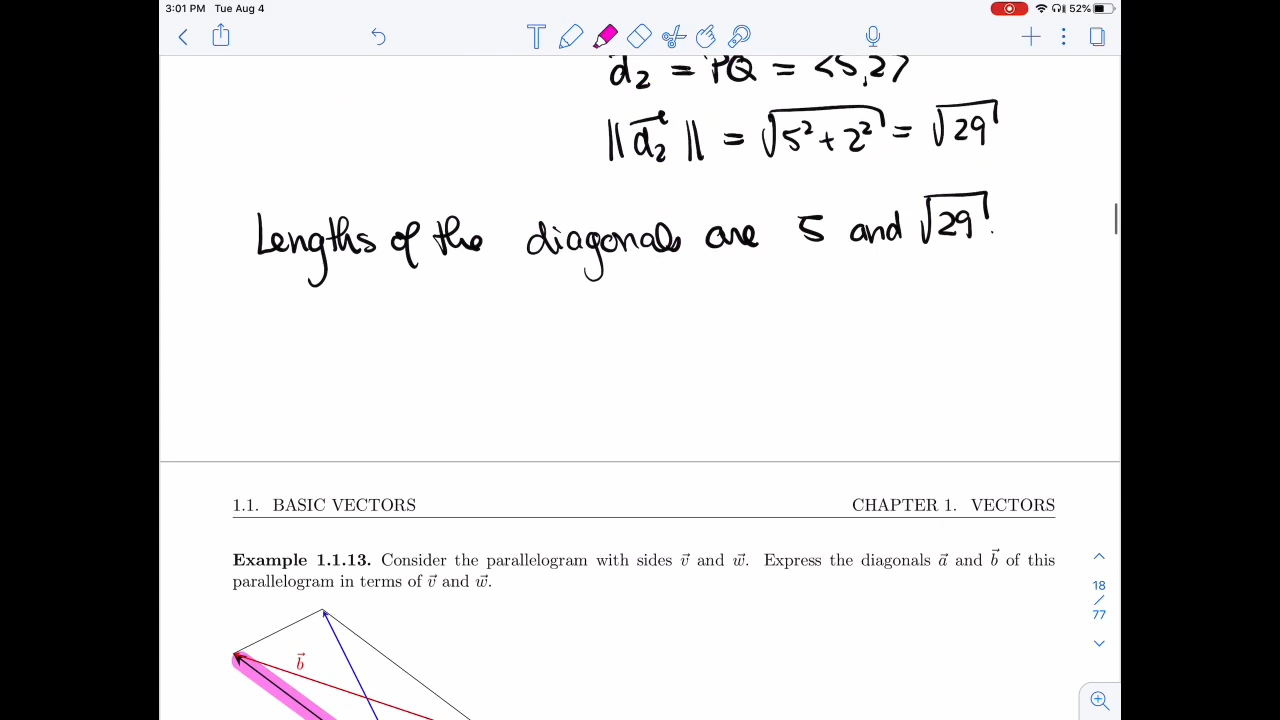 3:01 PM Tue Aug 4
52%
T
d₂ = PQ = <5,2>
‖d₂‖ = √5² + 2² = √29
Lengths of the diagonals are 5 and √29.
1.1. BASIC VECTORS CHAPTER 1. VECTORS
Example 1.1.13. Consider the parallelogram with sides v⃗ and w⃗. Express the diagonals a⃗ and b⃗ of this
parallelogram in terms of v⃗ and w⃗.
b⃗
18
/
77